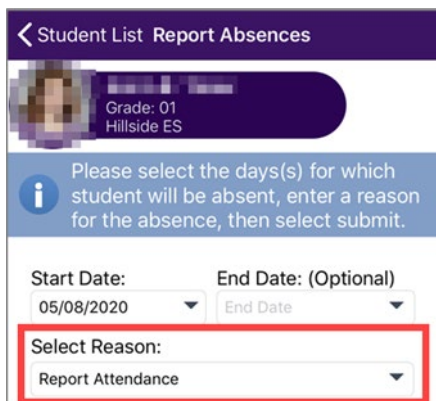 Student List Report Absences
Grade: 01
Hillside ES
Please select the days(s) for which
student will be absent, enter a reason
for the absence, then select submit.
Start Date: End Date: (Optional)
05/08/2020 End Date
Select Reason:
Report Attendance